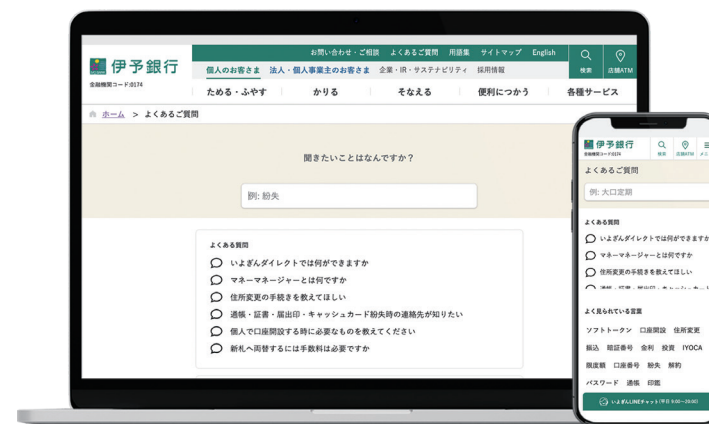 お問い合わせ・ご相談 よくあるご質問 用語集 サイトマップ English
伊予銀行
金融機関コード:0174
個人のお客さま 法人・個人事業主のお客さま 企業・IR・サステナビリティ 採用情報
検索 店舗ATM
ためる・ふやす かりる そなえる 便利につかう 各種サービス
ホーム > よくあるご質問
聞きたいことはなんですか？
例: 紛失
よくある質問
いよぎんダイレクトでは何ができますか
マネーマネージャーとは何ですか
住所変更の手続きを教えてほしい
通帳・証書・届出印・キャッシュカード紛失時の連絡先が知りたい
個人で口座開設する時に必要なものを教えてください
新札へ両替するには手数料は必要ですか
伊予銀行
金融機関コード:0174
検索 店舗ATM メニ
よくあるご質問
例: 大口定期
よくある質問
いよぎんダイレクトでは何ができますか
マネーマネージャーとは何ですか
住所変更の手続きを教えてほしい
よく見られている言葉
ソフトトークン 口座開設 住所変更
振込 暗証番号 金利 投資 IYOCA
限度額 口座番号 紛失 解約
パスワード 通帳 印鑑
いよぎんLINEチャット(平日 9:00~20:00)